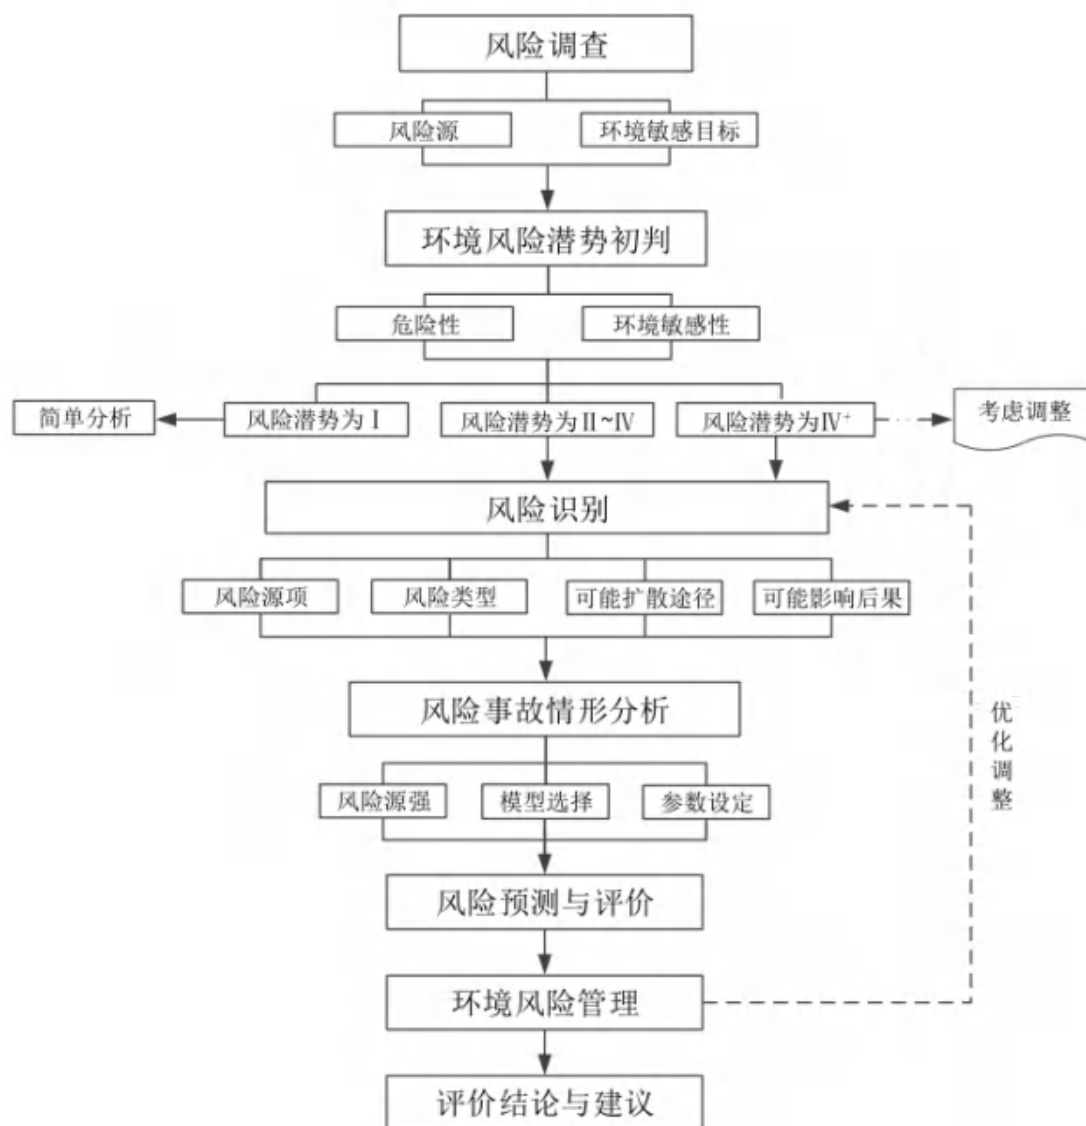 风险调查
风险源
环境敏感目标
环境风险潜势初判
危险性
环境敏感性
简单分析
风险潜势为Ⅰ
风险潜势为Ⅱ~Ⅳ
风险潜势为Ⅳ⁺
考虑调整
风险识别
风险源项
风险类型
可能扩散途径
可能影响后果
风险事故情形分析
优化调整
风险源强
模型选择
参数设定
风险预测与评价
环境风险管理
评价结论与建议